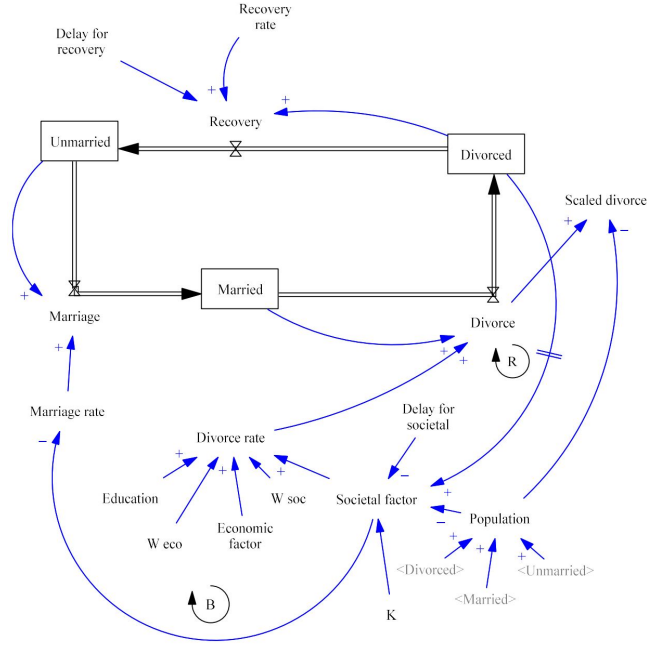 Recovery
rate
Delay for
recovery
+
+
Recovery
Unmarried
Divorced
Scaled divorce
+
−
Married
+
Marriage
Divorce
+
+
+
R
Marriage rate
−
Delay for
societal
Divorce rate
+
+
+
−
+
Education
W soc
Societal factor
Population
−
+
+
+
W eco
Economic
factor
<Divorced>
<Unmarried>
<Married>
B
K